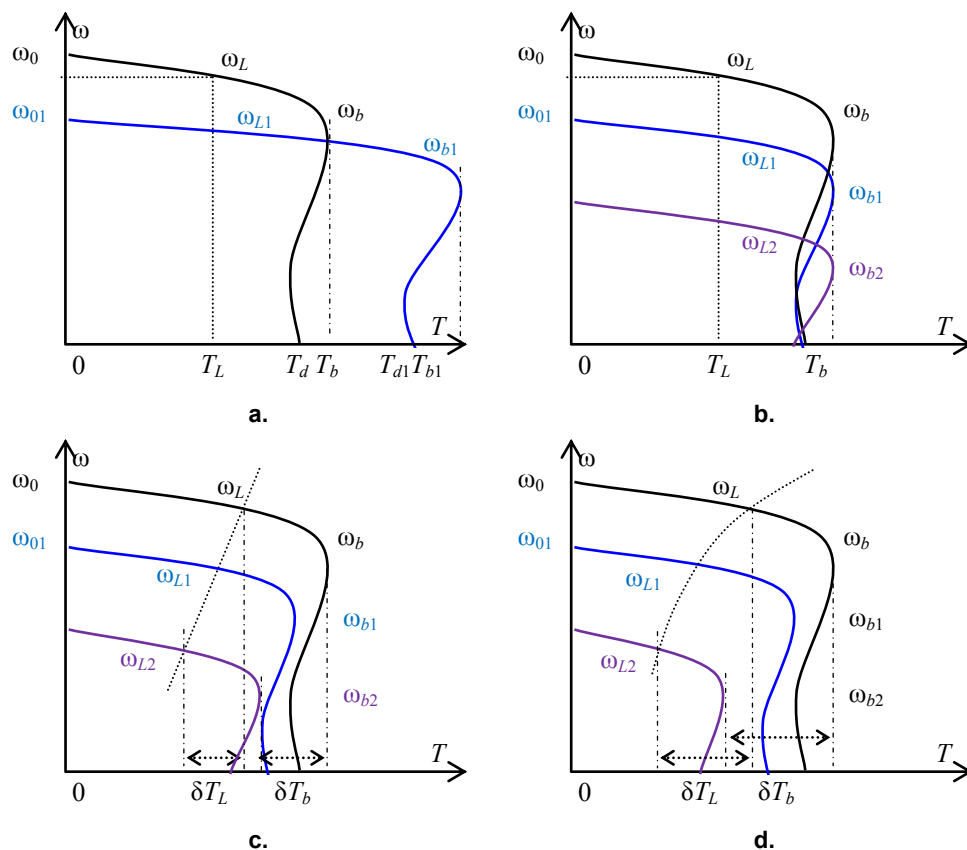 ω
ω
ω0
ωL
ω0
ωL
ω01
ωL1
ωb
ω01
ωb
ωb1
ωL1
ωb1
ωL2
ωb2
T
T
0
TL
Td Tb
Td1 Tb1
0
TL
Tb
a.
b.
ω
ω
ω0
ωL
ω0
ωL
ω01
ωb
ω01
ωb
ωL1
ωL1
ωb1
ωb1
ωL2
ωL2
ωb2
ωb2
T
T
0
δTL
δTb
0
δTL
δTb
c.
d.